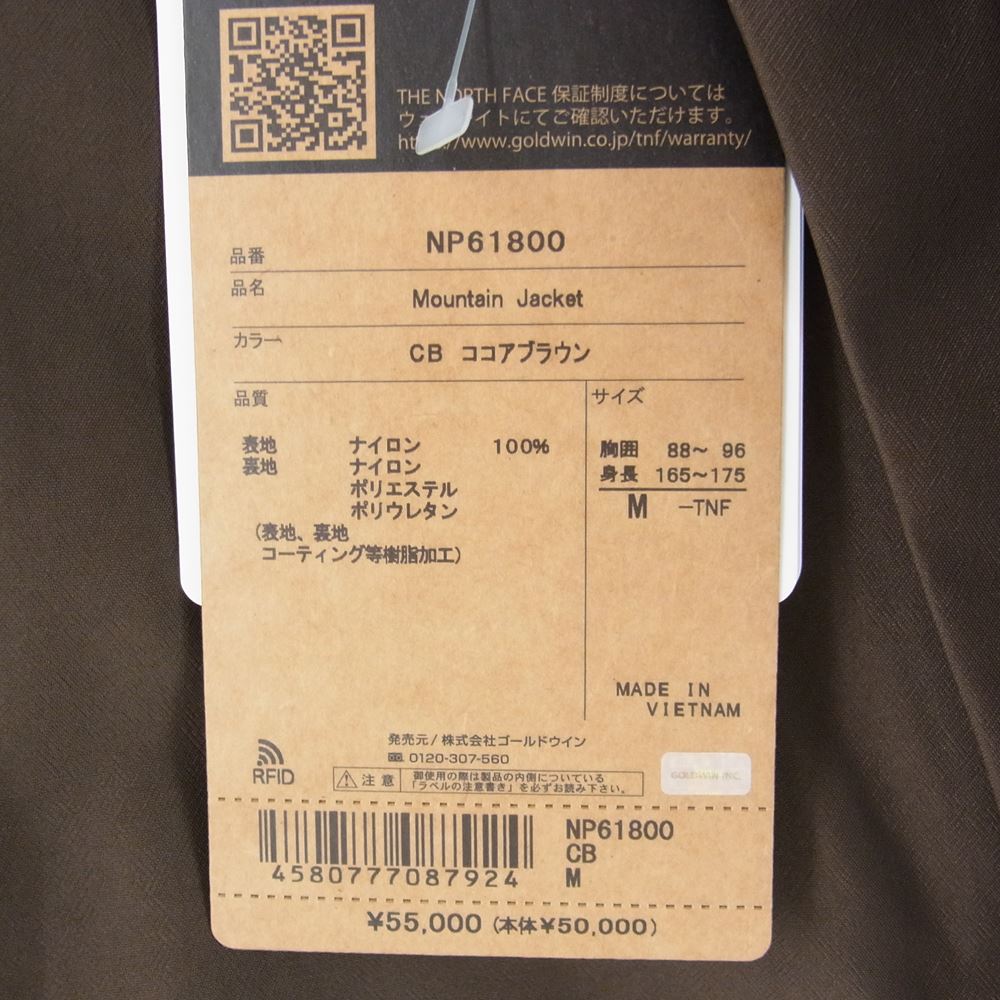 THE NORTH FACE 保証制度については
ウェブサイトにてご確認いただけます。
https://www.goldwin.co.jp/tnf/warranty/
品番 NP61800
品名 Mountain Jacket
カラー CB ココアブラウン
品質
表地 ナイロン 100%
裏地 ナイロン
ポリエステル
ポリウレタン
(表地、裏地
コーティング等樹脂加工)
サイズ
胸囲 88〜 96
身長 165〜175
M −TNF
MADE IN
VIETNAM
発売元/株式会社ゴールドウイン
0120-307-560
RFID
注意 御使用の際は製品の内側についている
「ラベルの注意書き」を必ずお読み下さい。
GOLDWIN INC.
4580777087924
NP61800
CB
M
¥55,000 (本体¥50,000)